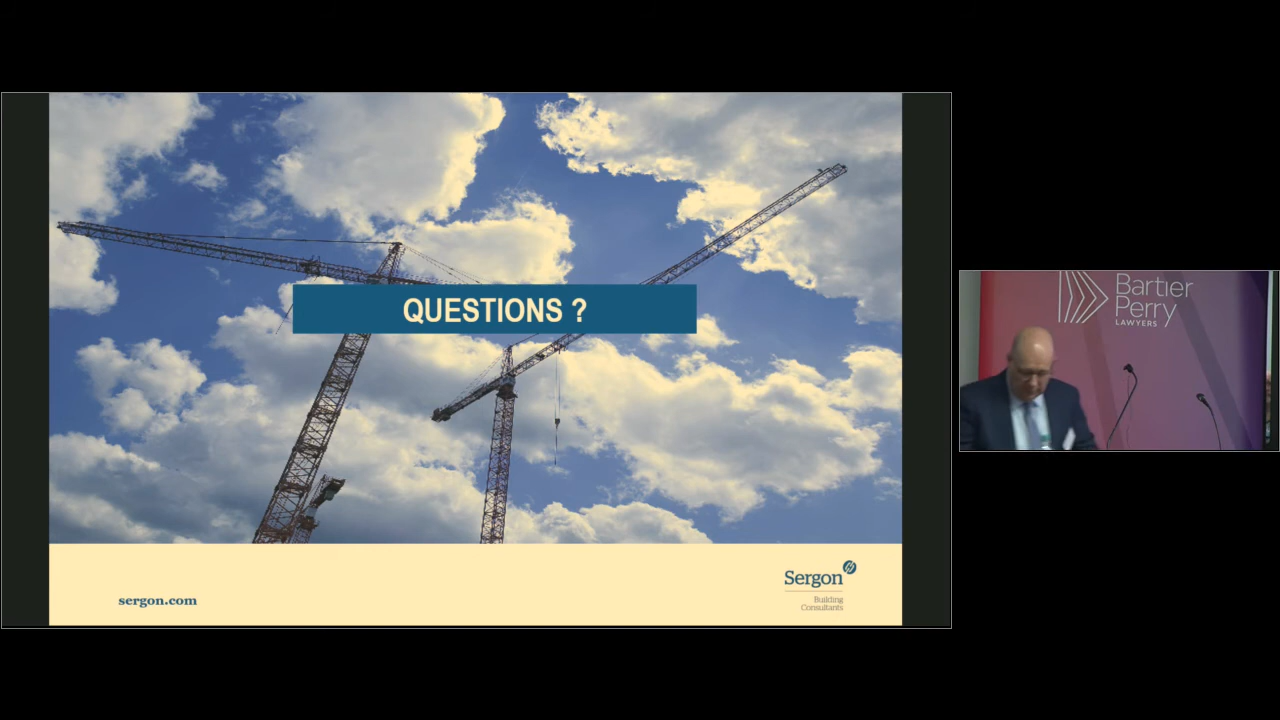 QUESTIONS ?
sergon.com
Sergon
Building
Consultants
Bartier
Perry
LAWYERS